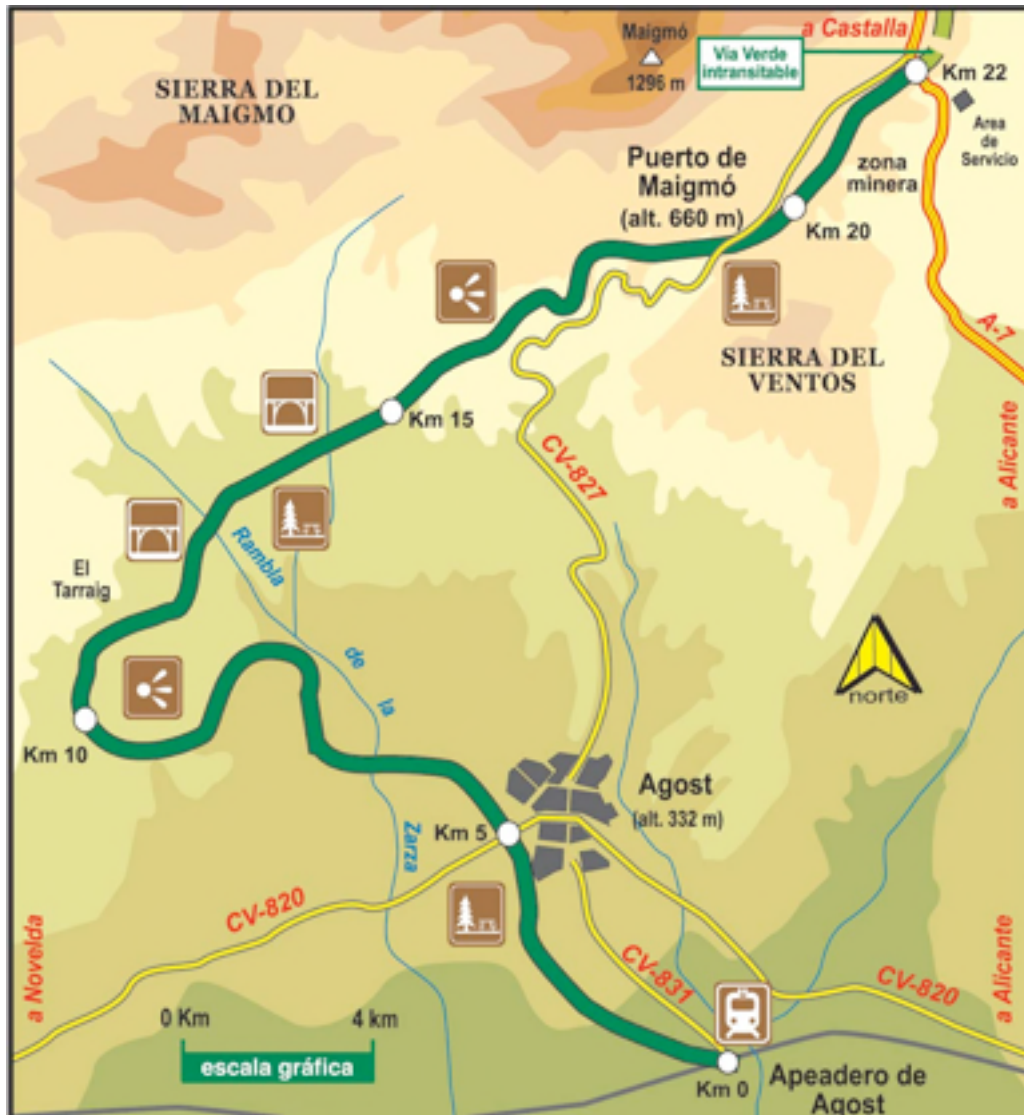 a Castalla
Maigmó
1296 m
Via Verde
intransitable
Km 22
Area
de
Servicio
SIERRA DEL
MAIGMO
zona
minera
Puerto de
Maigmó
(alt. 660 m)
Km 20
A-7
SIERRA DEL
VENTOS
Km 15
a Alicante
CV-827
Rambla
de la
Zarza
El
Tarraig
norte
Km 10
Agost
(alt. 332 m)
Km 5
CV-820
a Novelda
CV-831
CV-820
a Alicante
0 Km 4 km
escala gráfica
Km 0
Apeadero de
Agost